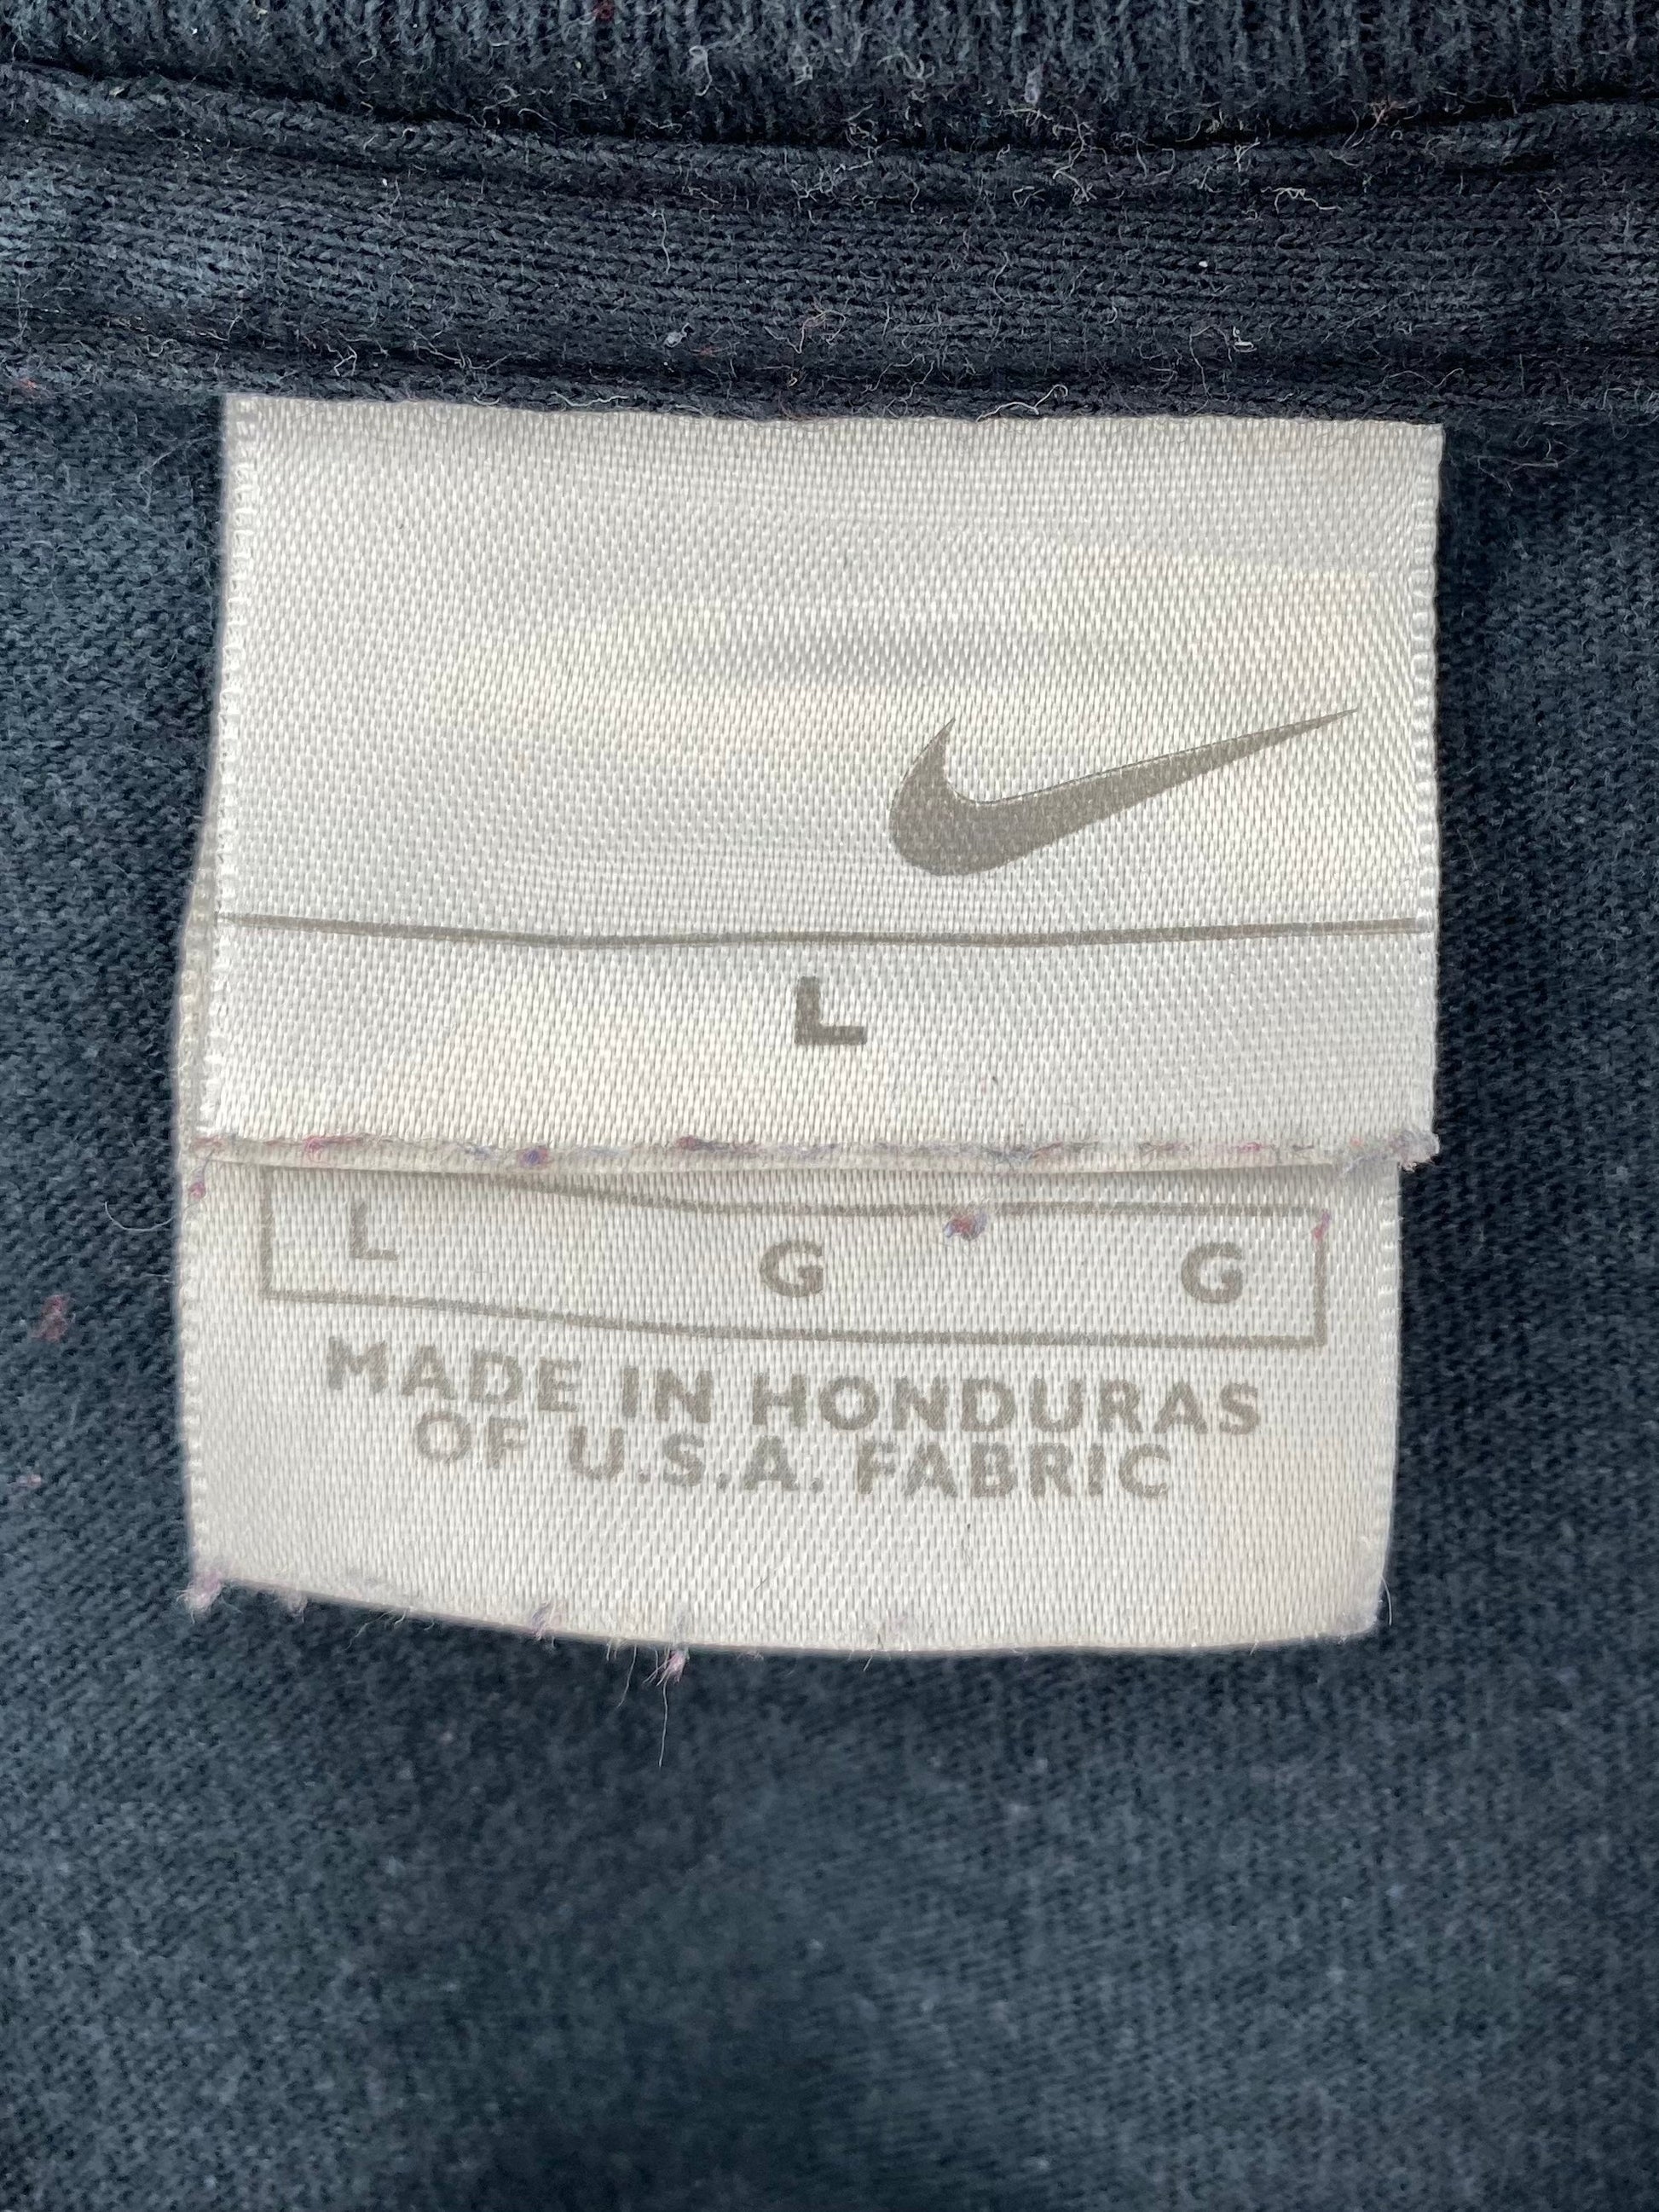 L
L G G
MADE IN HONDURAS
OF U.S.A. FABRIC